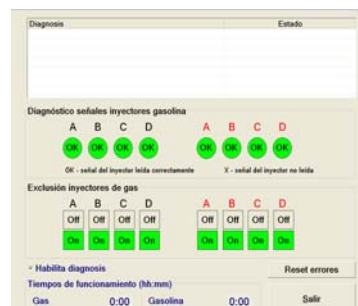 Diagnosis Estado
Diagnóstico señales inyectores gasolina
A B C D A B C D
OK OK OK OK OK OK OK OK
OK - señal del inyector leída correctamente X - señal del inyector no leída
Exclusión inyectores de gas
A B C D A B C D
Off Off Off Off Off Off Off Off
On On On On On On On On
Habilita diagnosis Reset errores
Tiempos de funcionamiento (hh:mm)
Gas 0:00 Gasolina 0:00 Salir